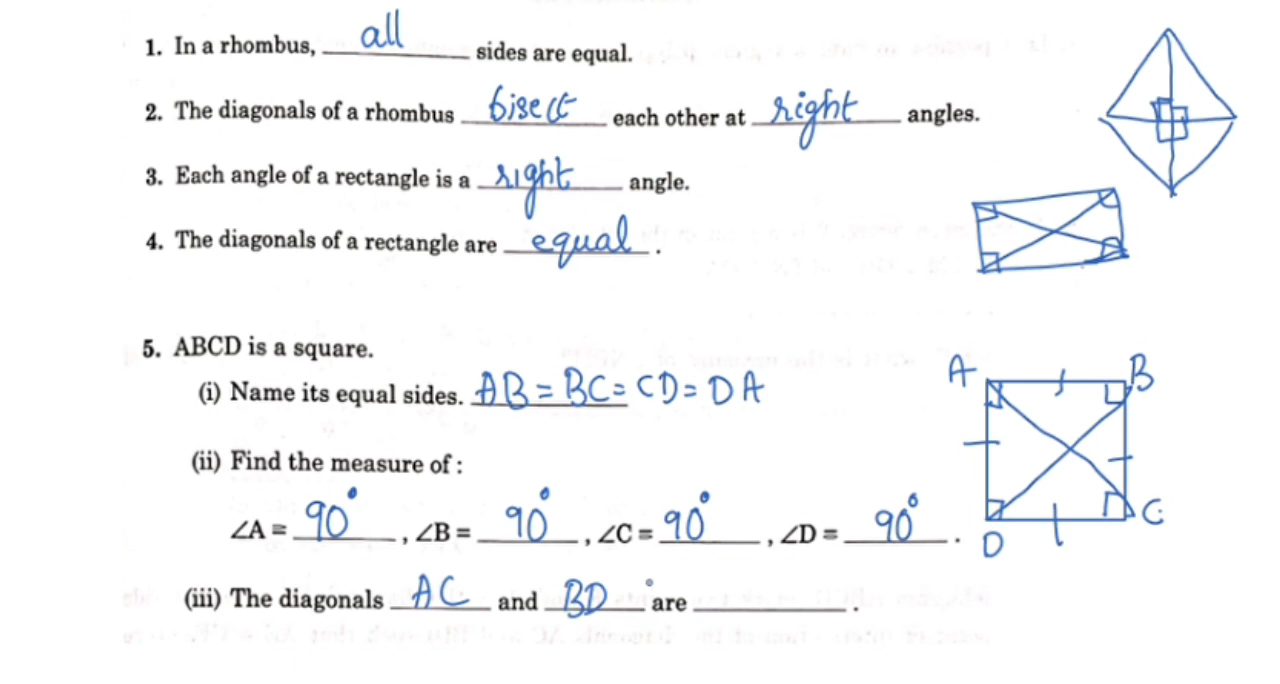 1. In a rhombus, all sides are equal.
2. The diagonals of a rhombus bisect each other at right angles.
3. Each angle of a rectangle is a right angle.
4. The diagonals of a rectangle are equal.
5. ABCD is a square.
A B
(i) Name its equal sides. AB = BC = CD = DA
(ii) Find the measure of :
∠A = 90°, ∠B = 90°, ∠C = 90°, ∠D = 90°.
D C
(iii) The diagonals AC and BD are ________.